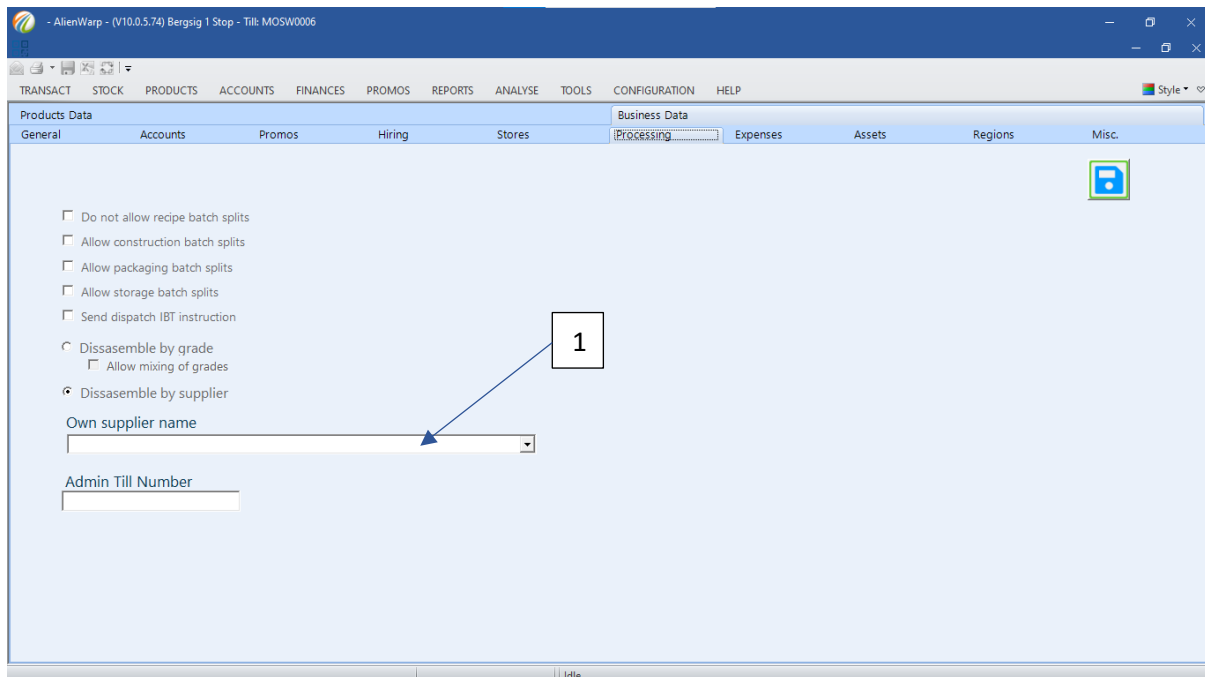 - AlienWarp - (V10.0.5.74) Bergsig 1 Stop - Till: MOSW0006
TRANSACT STOCK PRODUCTS ACCOUNTS FINANCES PROMOS REPORTS ANALYSE TOOLS CONFIGURATION HELP Style
Products Data Business Data
General Accounts Promos Hiring Stores Processing Expenses Assets Regions Misc.
Do not allow recipe batch splits
Allow construction batch splits
Allow packaging batch splits
Allow storage batch splits
Send dispatch IBT instruction
1
Dissasemble by grade
Allow mixing of grades
Dissasemble by supplier
Own supplier name
Admin Till Number
Idle